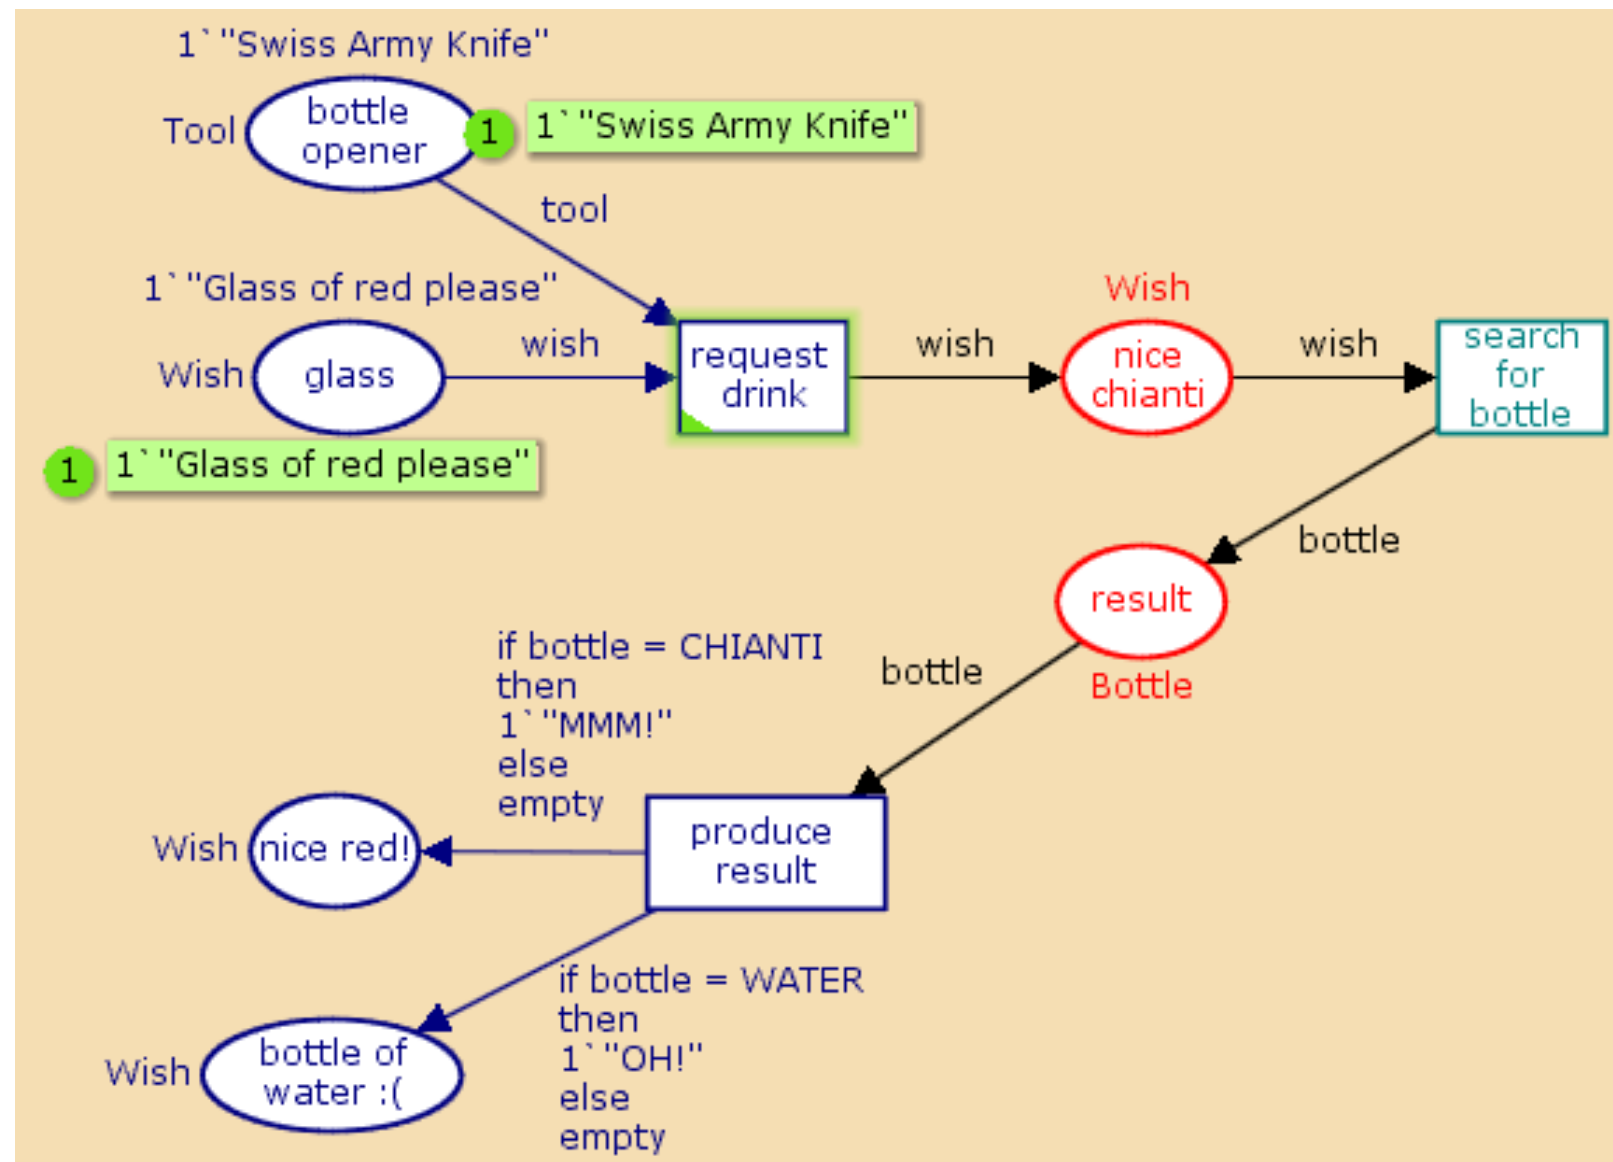 1`"Swiss Army Knife"
Tool
bottle
opener
1
1`"Swiss Army Knife"
tool
1`"Glass of red please"
Wish
glass
wish
request
drink
wish
Wish
nice
chianti
wish
search
for
bottle
1
1`"Glass of red please"
bottle
result
Bottle
bottle
if bottle = CHIANTI
then
1`"MMM!"
else
empty
Wish
nice red!
produce
result
if bottle = WATER
then
1`"OH!"
else
empty
Wish
bottle of
water :(